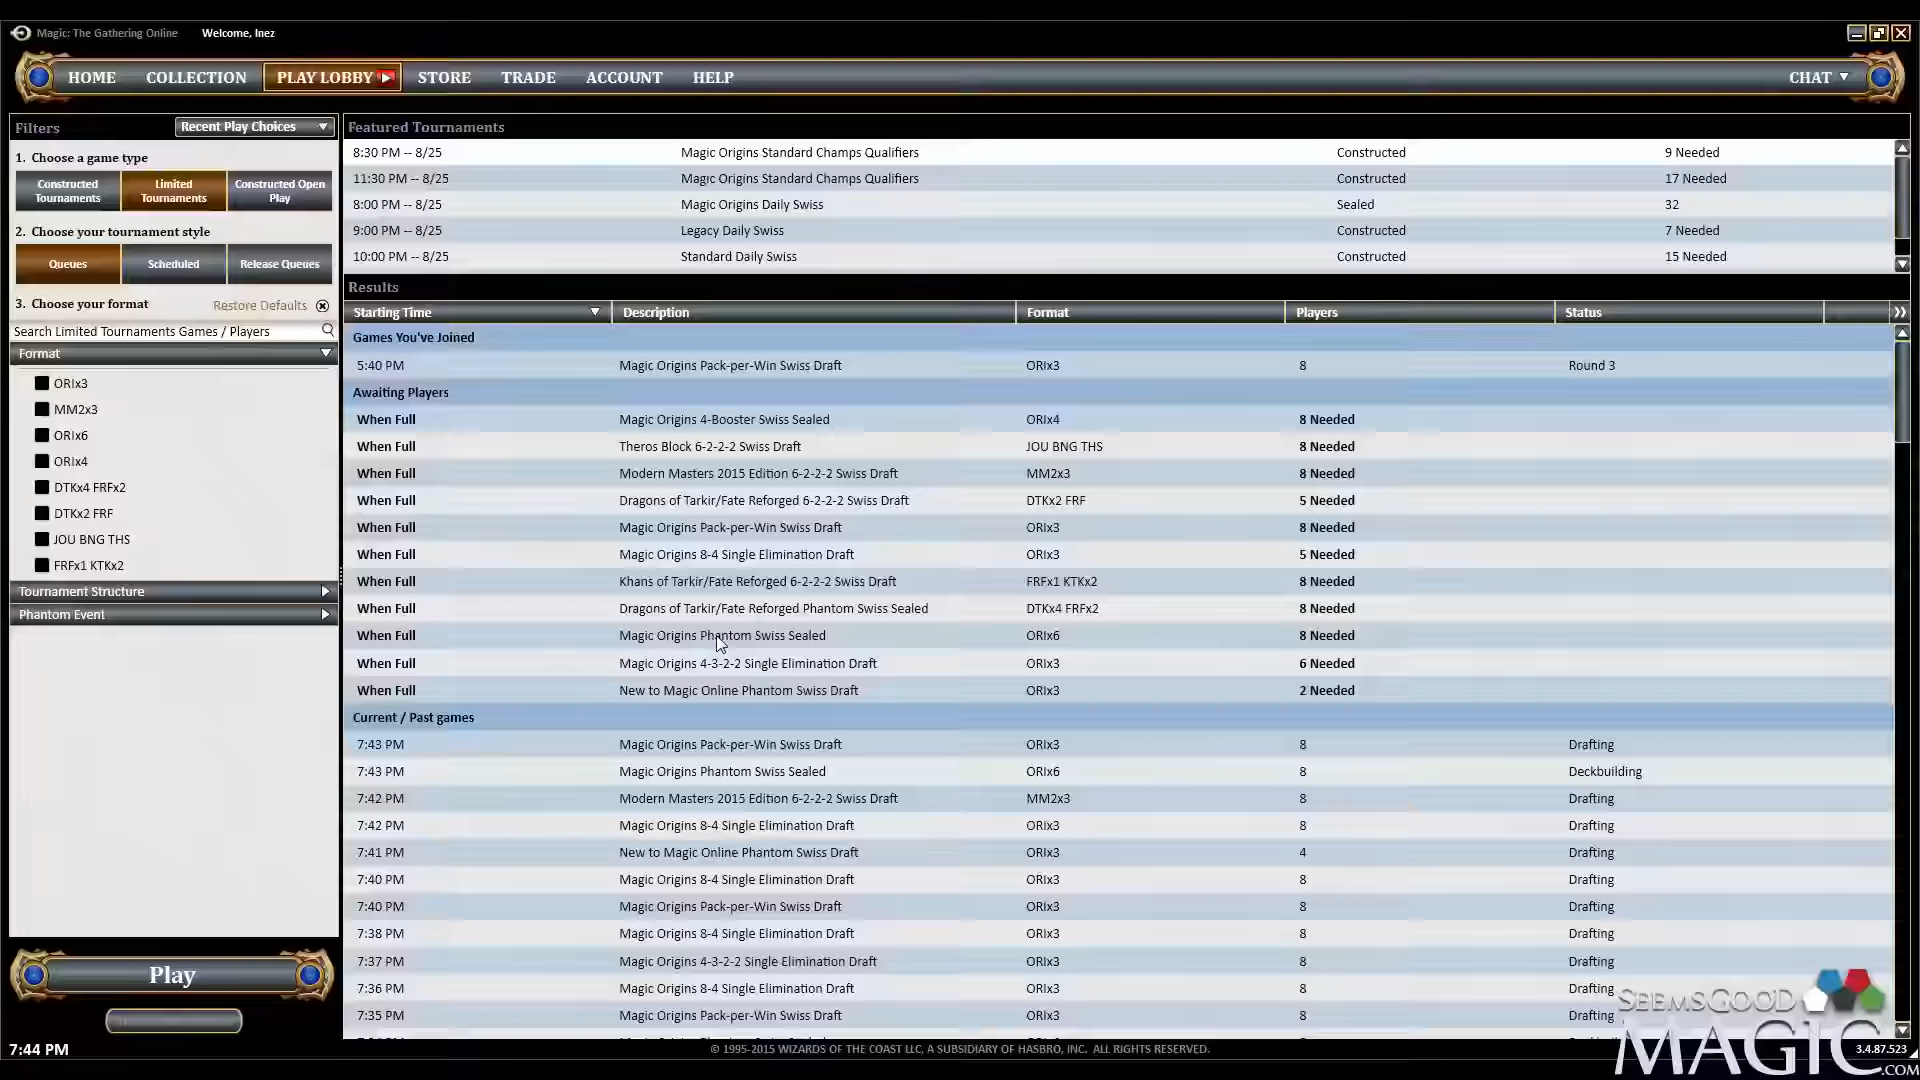 Magic: The Gathering Online Welcome, Inez
HOME COLLECTION PLAY LOBBY STORE TRADE ACCOUNT HELP CHAT
Filters Recent Play Choices
1. Choose a game type
Constructed Tournaments Limited Tournaments Constructed Open Play
2. Choose your tournament style
Queues Scheduled Release Queues
3. Choose your format Restore Defaults
Search Limited Tournaments Games / Players
Format
ORIx3
MM2x3
ORIx6
ORIx4
DTKx4 FRFx2
DTKx2 FRF
JOU BNG THS
FRFx1 KTKx2
Tournament Structure
Phantom Event
Play
7:44 PM
Featured Tournaments
8:30 PM -- 8/25 Magic Origins Standard Champs Qualifiers Constructed 9 Needed
11:30 PM -- 8/25 Magic Origins Standard Champs Qualifiers Constructed 17 Needed
8:00 PM -- 8/25 Magic Origins Daily Swiss Sealed 32
9:00 PM -- 8/25 Legacy Daily Swiss Constructed 7 Needed
10:00 PM -- 8/25 Standard Daily Swiss Constructed 15 Needed
Results
Starting Time Description Format Players Status
Games You've Joined
5:40 PM Magic Origins Pack-per-Win Swiss Draft ORIx3 8 Round 3
Awaiting Players
When Full Magic Origins 4-Booster Swiss Sealed ORIx4 8 Needed
When Full Theros Block 6-2-2-2 Swiss Draft JOU BNG THS 8 Needed
When Full Modern Masters 2015 Edition 6-2-2-2 Swiss Draft MM2x3 8 Needed
When Full Dragons of Tarkir/Fate Reforged 6-2-2-2 Swiss Draft DTKx2 FRF 5 Needed
When Full Magic Origins Pack-per-Win Swiss Draft ORIx3 8 Needed
When Full Magic Origins 8-4 Single Elimination Draft ORIx3 5 Needed
When Full Khans of Tarkir/Fate Reforged 6-2-2-2 Swiss Draft FRFx1 KTKx2 8 Needed
When Full Dragons of Tarkir/Fate Reforged Phantom Swiss Sealed DTKx4 FRFx2 8 Needed
When Full Magic Origins Phantom Swiss Sealed ORIx6 8 Needed
When Full Magic Origins 4-3-2-2 Single Elimination Draft ORIx3 6 Needed
When Full New to Magic Online Phantom Swiss Draft ORIx3 2 Needed
Current / Past games
7:43 PM Magic Origins Pack-per-Win Swiss Draft ORIx3 8 Drafting
7:43 PM Magic Origins Phantom Swiss Sealed ORIx6 8 Deckbuilding
7:42 PM Modern Masters 2015 Edition 6-2-2-2 Swiss Draft MM2x3 8 Drafting
7:42 PM Magic Origins 8-4 Single Elimination Draft ORIx3 8 Drafting
7:41 PM New to Magic Online Phantom Swiss Draft ORIx3 4 Drafting
7:40 PM Magic Origins 8-4 Single Elimination Draft ORIx3 8 Drafting
7:40 PM Magic Origins Pack-per-Win Swiss Draft ORIx3 8 Drafting
7:38 PM Magic Origins 8-4 Single Elimination Draft ORIx3 8 Drafting
7:37 PM Magic Origins 4-3-2-2 Single Elimination Draft ORIx3 8 Drafting
7:36 PM Magic Origins 8-4 Single Elimination Draft ORIx3 8 Drafting
7:35 PM Magic Origins Pack-per-Win Swiss Draft ORIx3 8 Drafting
© 1995-2015 WIZARDS OF THE COAST LLC, A SUBSIDIARY OF HASBRO, INC. ALL RIGHTS RESERVED.
3.4.87.523
SEEMSGOOD
MAGIC.COM